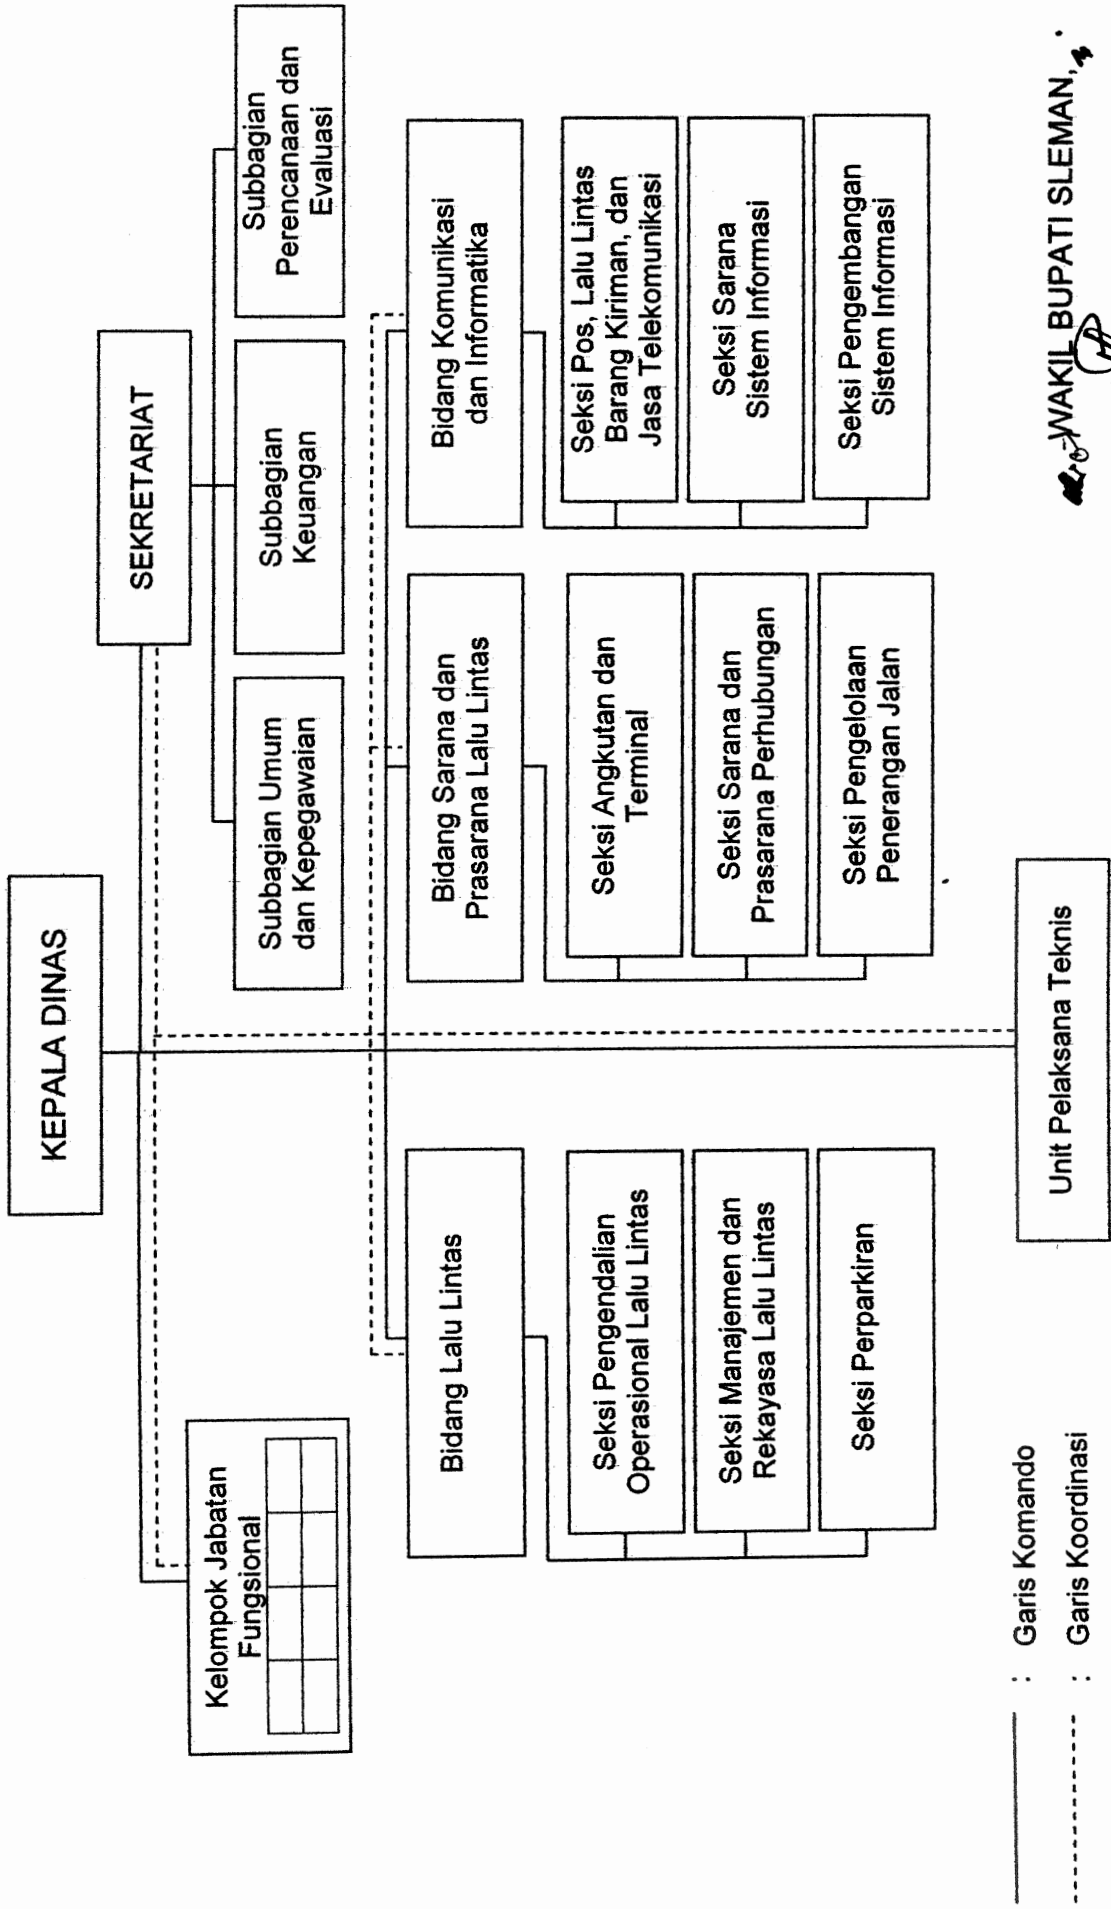 KEPALA DINAS
Kelompok Jabatan
Fungsional
SEKRETARIAT
Subbagian Umum
dan Kepegawaian
Subbagian
Keuangan
Subbagian
Perencanaan dan
Evaluasi
Bidang Lalu Lintas
Seksi Pengendalian
Operasional Lalu Lintas
Seksi Manajemen dan
Rekayasa Lalu Lintas
Seksi Perparkiran
Bidang Sarana dan
Prasarana Lalu Lintas
Seksi Angkutan dan
Terminal
Seksi Sarana dan
Prasarana Perhubungan
Seksi Pengelolaan
Penerangan Jalan
Bidang Komunikasi
dan Informatika
Seksi Pos, Lalu Lintas
Barang Kiriman, dan
Jasa Telekomunikasi
Seksi Sarana
Sistem Informasi
Seksi Pengembangan
Sistem Informasi
Unit Pelaksana Teknis
: Garis Komando
: Garis Koordinasi
WAKIL BUPATI SLEMAN,